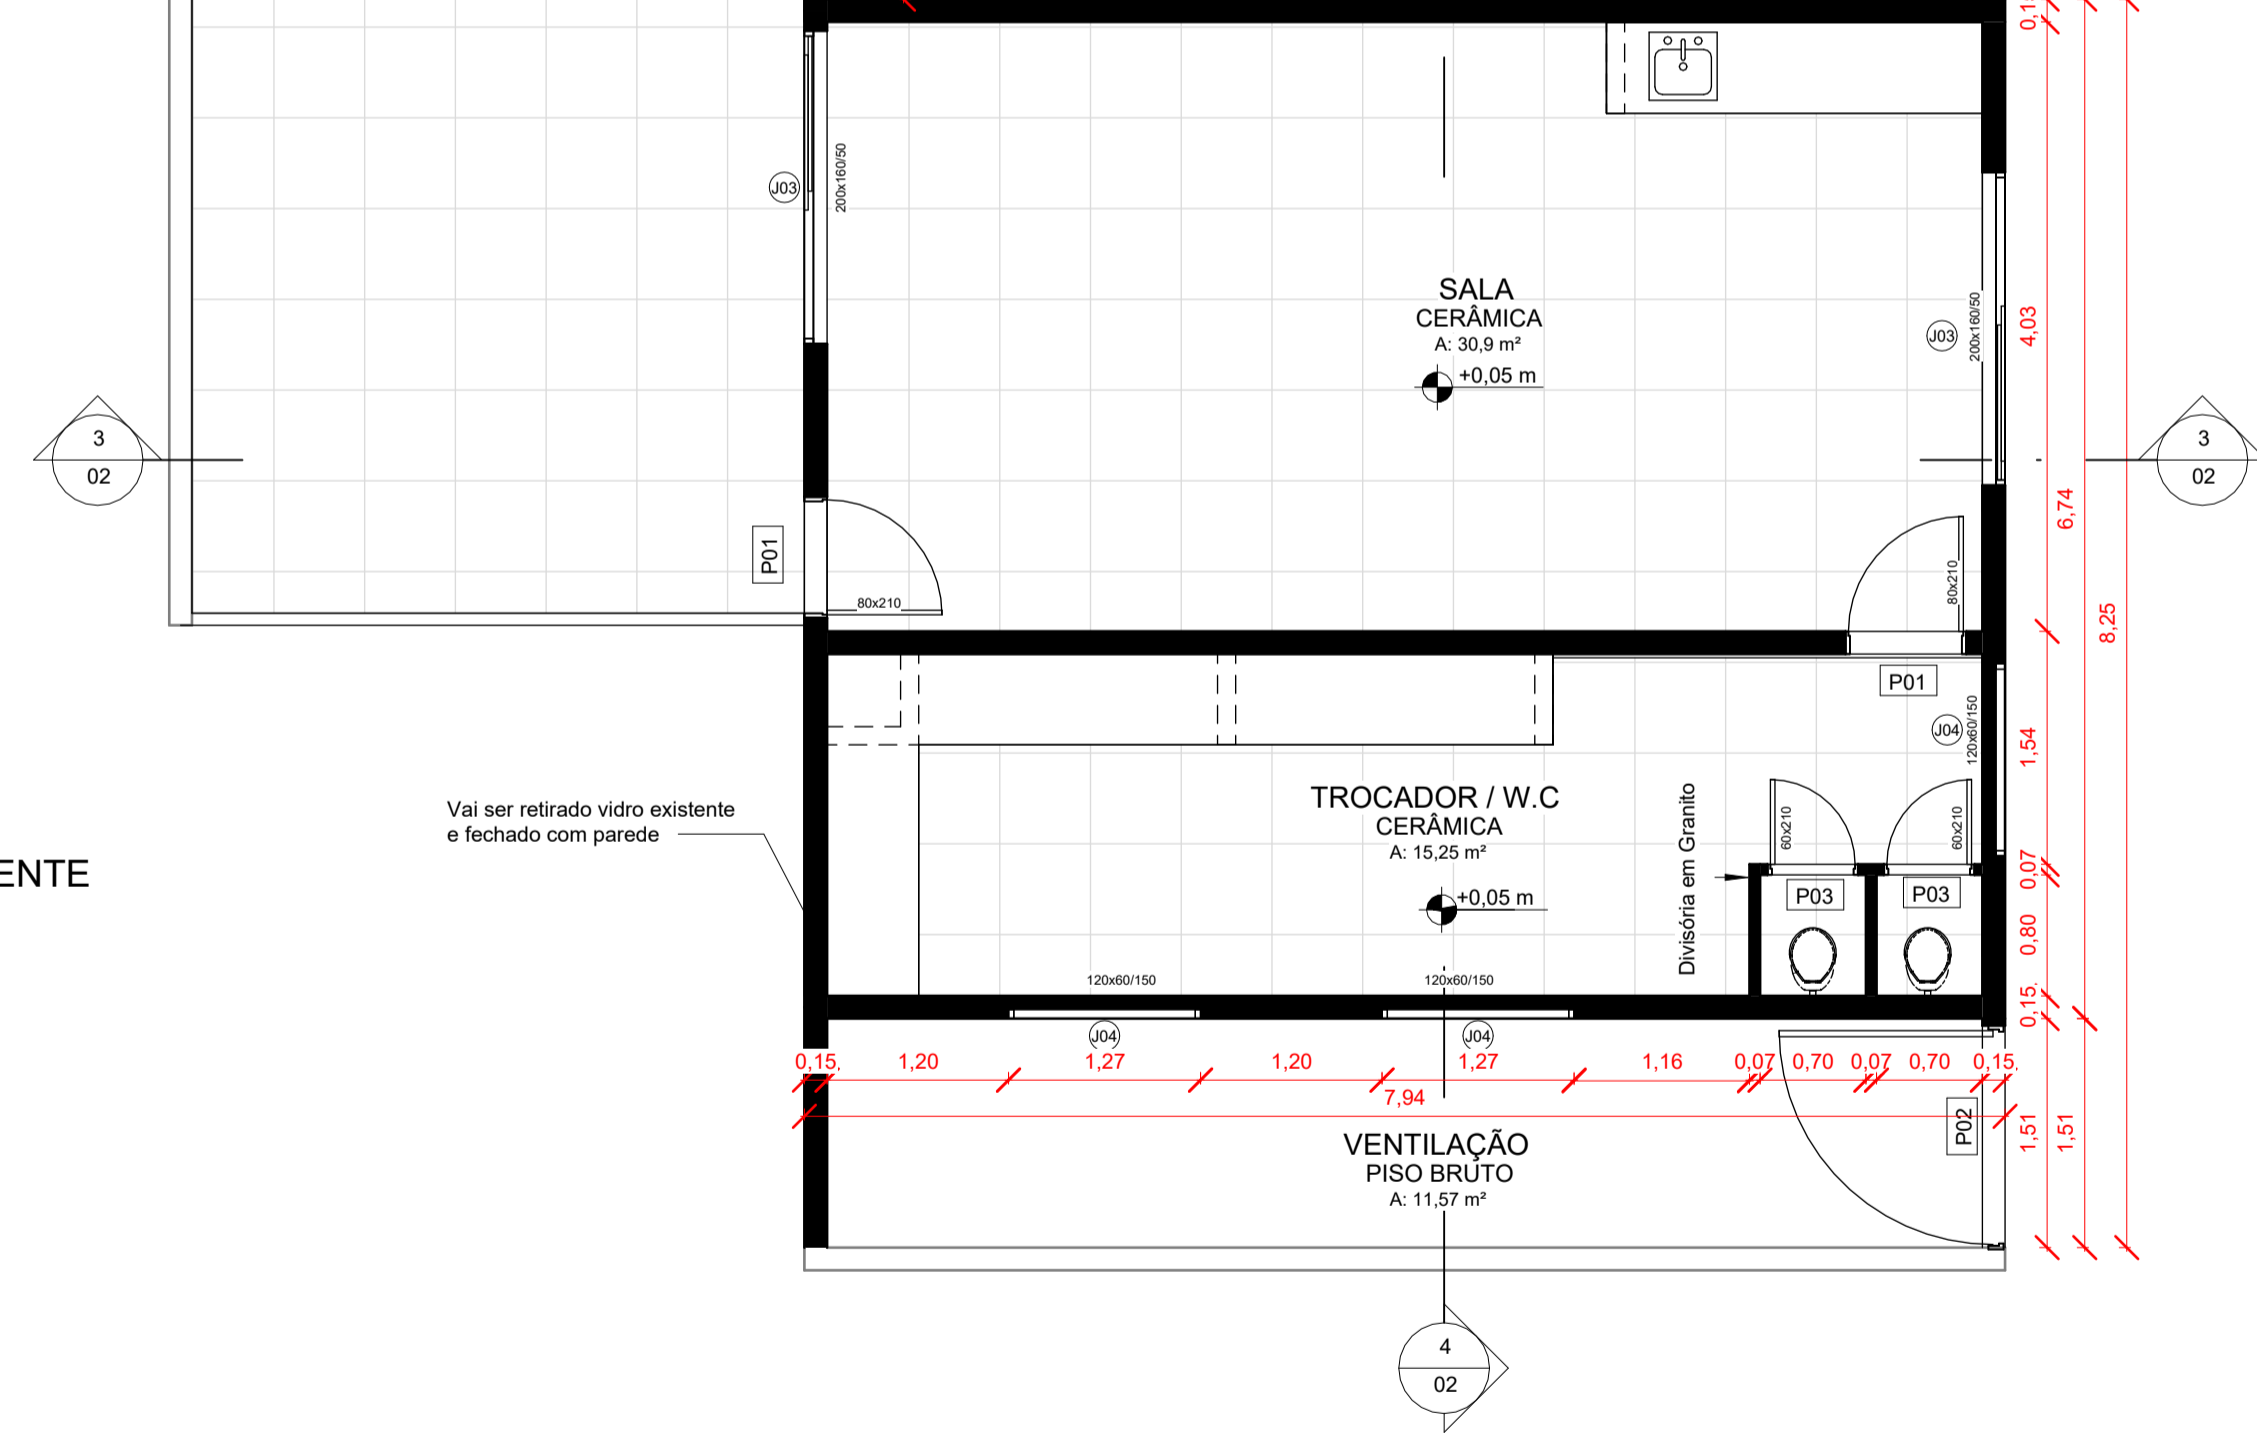 0,15
J03
200x160/50
SALA
CERÂMICA
A: 30,9 m²
+0,05 m
J03
200x160/50
4,03
3
02
3
02
6,74
P01
80x210
80x210
8,25
P01
J04
120x60/150
1,54
Vai ser retirado vidro existente
e fechado com parede
TROCADOR / W.C
CERÂMICA
A: 15,25 m²
+0,05 m
Divisória em Granito
60x210
60x210
ENTE
0,07
P03
P03
0,80
120x60/150
120x60/150
0,15
J04
J04
0,15 1,20 1,27 1,20 1,27 1,16 0,07 0,70 0,07 0,70 0,15
7,94
P02
1,51
1,51
VENTILAÇÃO
PISO BRUTO
A: 11,57 m²
4
02